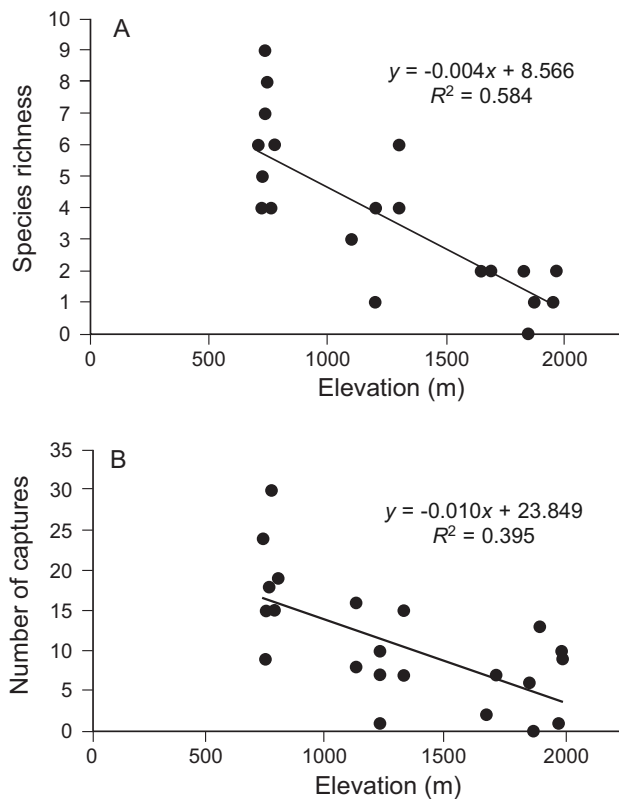 A
y = -0.004x + 8.566
R² = 0.584
Species richness
10
9
8
7
6
5
4
3
2
1
0
0 500 1000 1500 2000
Elevation (m)
B
y = -0.010x + 23.849
R² = 0.395
Number of captures
35
30
25
20
15
10
5
0
0 500 1000 1500 2000
Elevation (m)